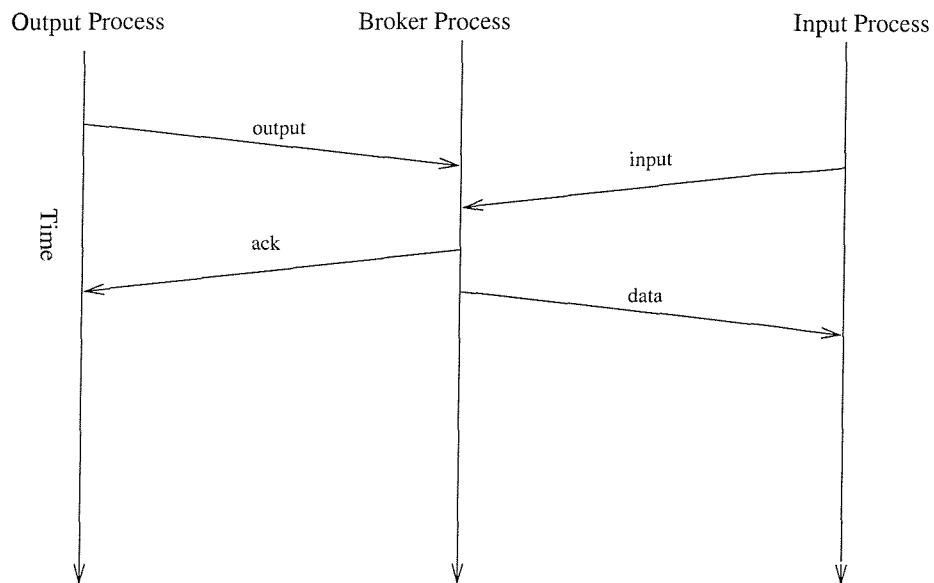 Output Process
Broker Process
Input Process
output
input
Time
ack
data